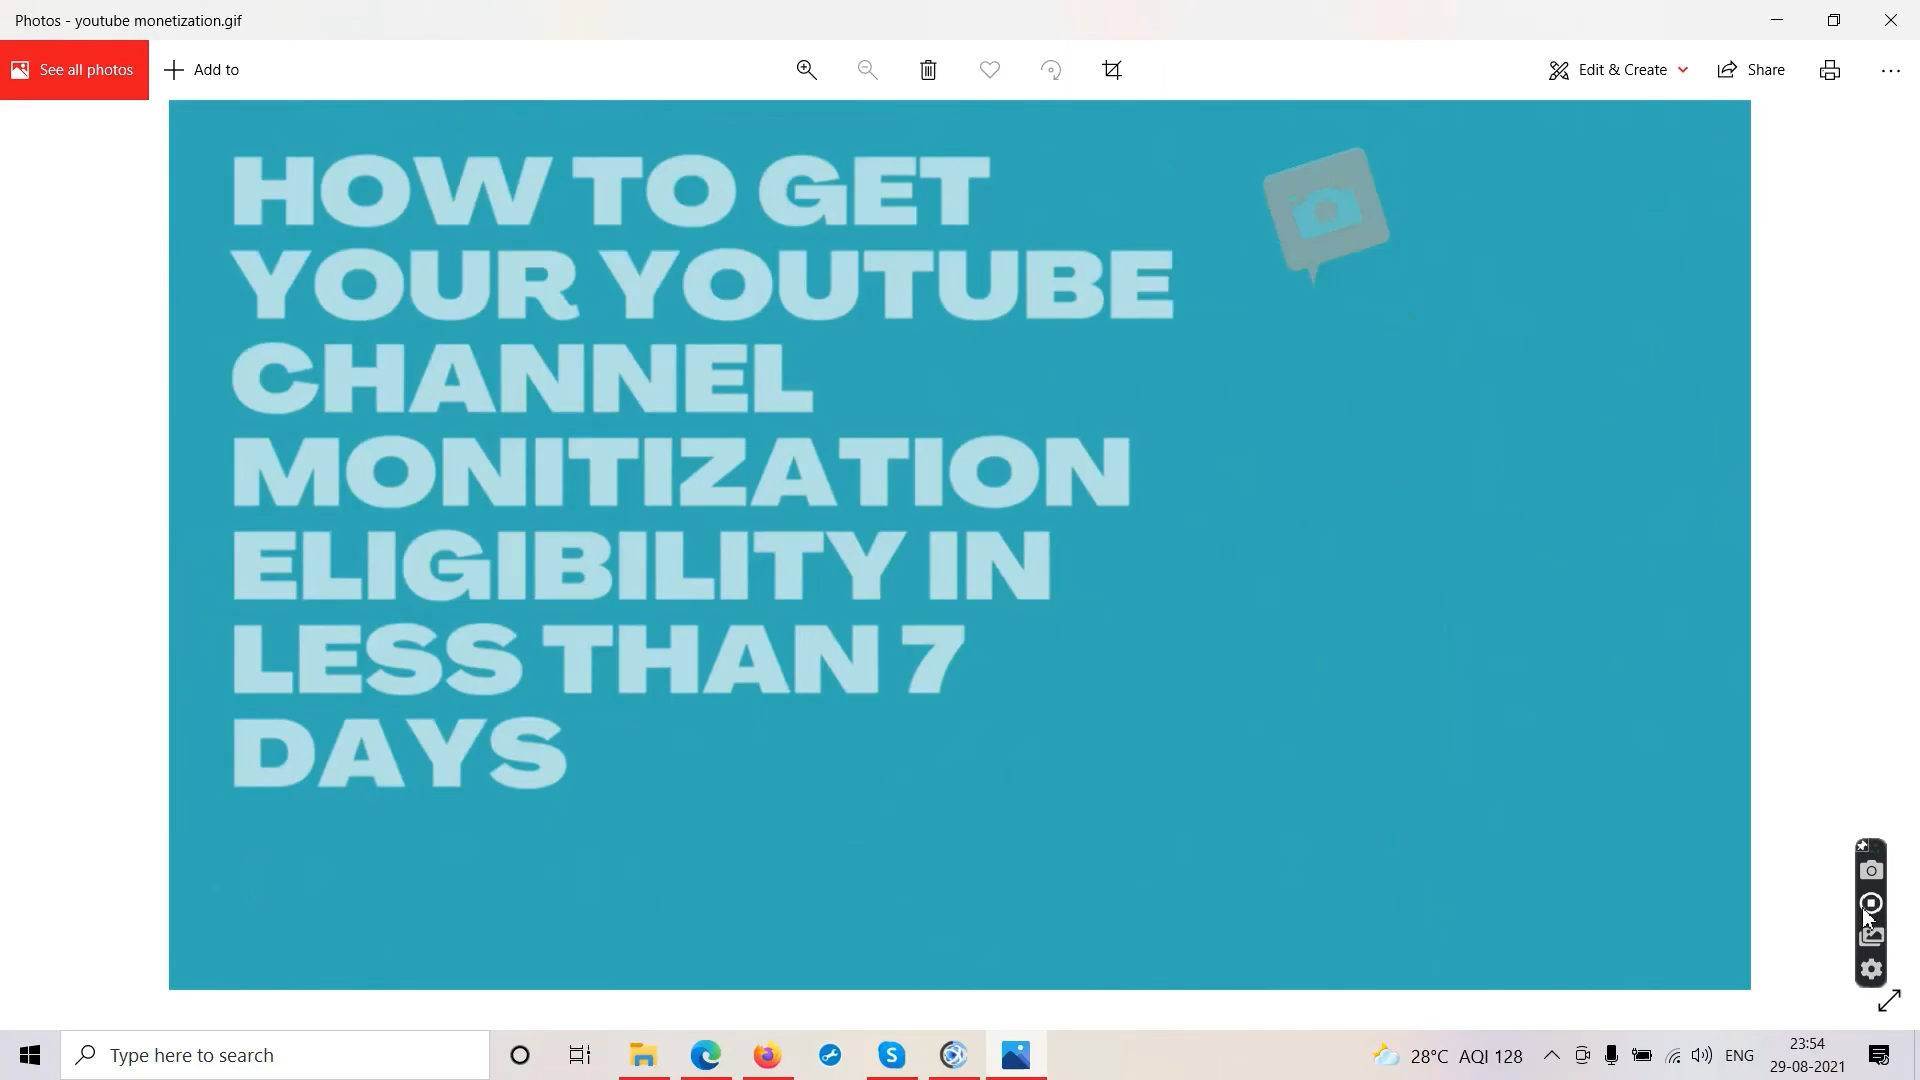 Photos - youtube monetization.gif
See all photos
Add to
Edit & Create
Share
HOW TO GET
YOUR YOUTUBE
CHANNEL
MONITIZATION
ELIGIBILITY IN
LESS THAN 7
DAYS
Type here to search
28°C AQI 128
ENG
23:54
29-08-2021